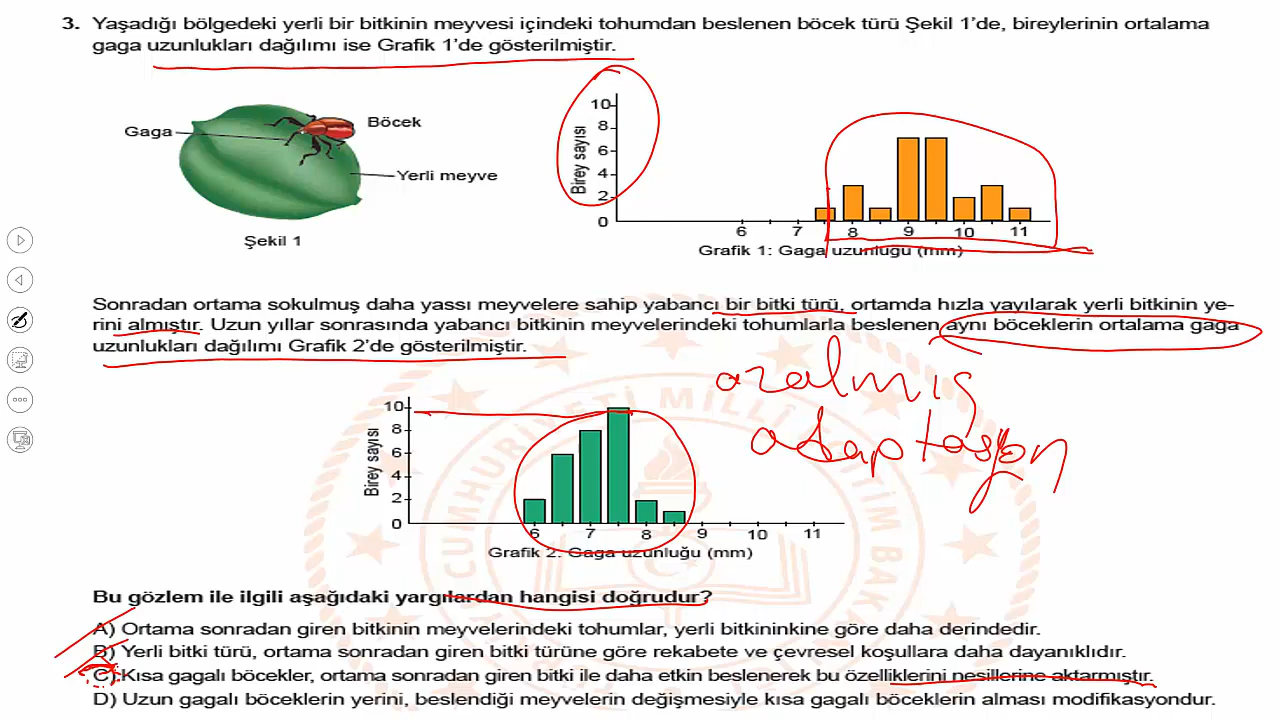 3. Yaşadığı bölgedeki yerli bir bitkinin meyvesi içindeki tohumdan beslenen böcek türü Şekil 1'de, bireylerinin ortalama
gaga uzunlukları dağılımı ise Grafik 1'de gösterilmiştir.
Gaga
Böcek
Yerli meyve
Şekil 1
Birey sayısı
10
8
6
4
2
0
6 7 8 9 10 11
Grafik 1: Gaga uzunluğu (mm)
Sonradan ortama sokulmuş daha yassı meyvelere sahip yabancı bir bitki türü, ortamda hızla yayılarak yerli bitkinin ye-
rini almıştır. Uzun yıllar sonrasında yabancı bitkinin meyvelerindeki tohumlarla beslenen aynı böceklerin ortalama gaga
uzunlukları dağılımı Grafik 2'de gösterilmiştir.
azalmış
adaptasyon
Birey sayısı
10
8
6
4
2
0
6 7 8 9 10 11
Grafik 2: Gaga uzunluğu (mm)
Bu gözlem ile ilgili aşağıdaki yargılardan hangisi doğrudur?
A) Ortama sonradan giren bitkinin meyvelerindeki tohumlar, yerli bitkininkine göre daha derindedir.
B) Yerli bitki türü, ortama sonradan giren bitki türüne göre rekabete ve çevresel koşullara daha dayanıklıdır.
C) Kısa gagalı böcekler, ortama sonradan giren bitki ile daha etkin beslenerek bu özelliklerini nesillerine aktarmıştır.
D) Uzun gagalı böceklerin yerini, beslendiği meyvelerin değişmesiyle kısa gagalı böceklerin alması modifikasyondur.